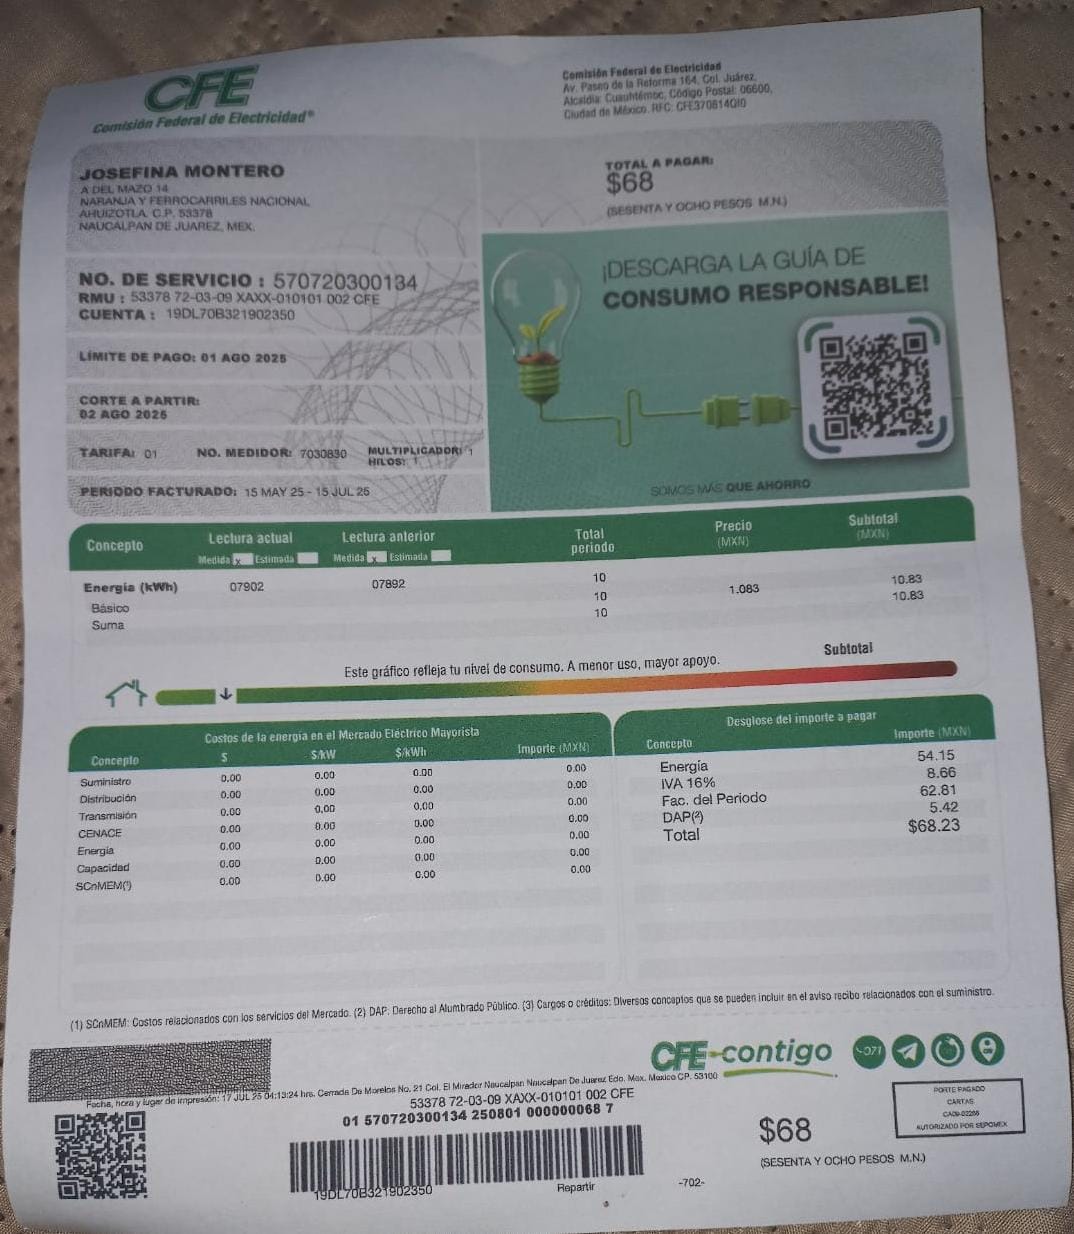 CFE
Comisión Federal de Electricidad®
Comisión Federal de Electricidad
Av. Paseo de la Reforma 164, Col. Juárez,
Alcaldía: Cuauhtémoc, Código Postal: 06600,
Ciudad de México. RFC: CFE370814QI0
JOSEFINA MONTERO
A DEL MAZO 14
NARANJA Y FERROCARRILES NACIONAL
AHUIZOTLA. C.P. 53378
NAUCALPAN DE JUAREZ, MEX.
TOTAL A PAGAR:
$68
(SESENTA Y OCHO PESOS M.N.)
NO. DE SERVICIO : 570720300134
RMU : 53378 72-03-09 XAXX-010101 002 CFE
CUENTA : 19DL70B321902350
LÍMITE DE PAGO: 01 AGO 2025
CORTE A PARTIR:
02 AGO 2025
TARIFA: 01 NO. MEDIDOR: 7030830 MULTIPLICADOR: 1
HILOS: 1
PERIODO FACTURADO: 15 MAY 25 - 15 JUL 25
¡DESCARGA LA GUÍA DE
CONSUMO RESPONSABLE!
SOMOS MÁS QUE AHORRO
Concepto Lectura actual Lectura anterior Total periodo Precio (MXN) Subtotal (MXN)
Medida x Estimada Medida x Estimada
Energía (kWh) 07902 07892 10
Básico 10 1.083 10.83
Suma 10 10.83
Subtotal
Este gráfico refleja tu nivel de consumo. A menor uso, mayor apoyo.
Costos de la energía en el Mercado Eléctrico Mayorista
Concepto $ $/kW $/kWh Importe (MXN)
Suministro 0.00 0.00 0.00 0.00
Distribución 0.00 0.00 0.00 0.00
Transmisión 0.00 0.00 0.00 0.00
CENACE 0.00 0.00 0.00 0.00
Energía 0.00 0.00 0.00 0.00
Capacidad 0.00 0.00 0.00 0.00
SCnMEM(¹) 0.00 0.00 0.00 0.00
Desglose del importe a pagar
Concepto Importe (MXN)
Energía 54.15
IVA 16% 8.66
Fac. del Periodo 62.81
DAP(²) 5.42
Total $68.23
(1) SCnMEM: Costos relacionados con los servicios del Mercado. (2) DAP: Derecho al Alumbrado Público. (3) Cargos o créditos: Diversos conceptos que se pueden incluir en el aviso recibo relacionados con el suministro.
CFE-contigo
071
Fecha, hora y lugar de impresión: 17 JUL 25 04:13:24 hrs. Cerrada De Morelos No. 21 Col. El Mirador Naucalpan Naucalpan De Juarez Edo. Mex. Mexico CP. 53100
53378 72-03-09 XAXX-010101 002 CFE
01 570720300134 250801 000000068 7
19DL70B321902350
Repartir
-702-
$68
(SESENTA Y OCHO PESOS M.N.)
PORTE PAGADO
CARTAS
CA09-02266
AUTORIZADO POR SEPOMEX